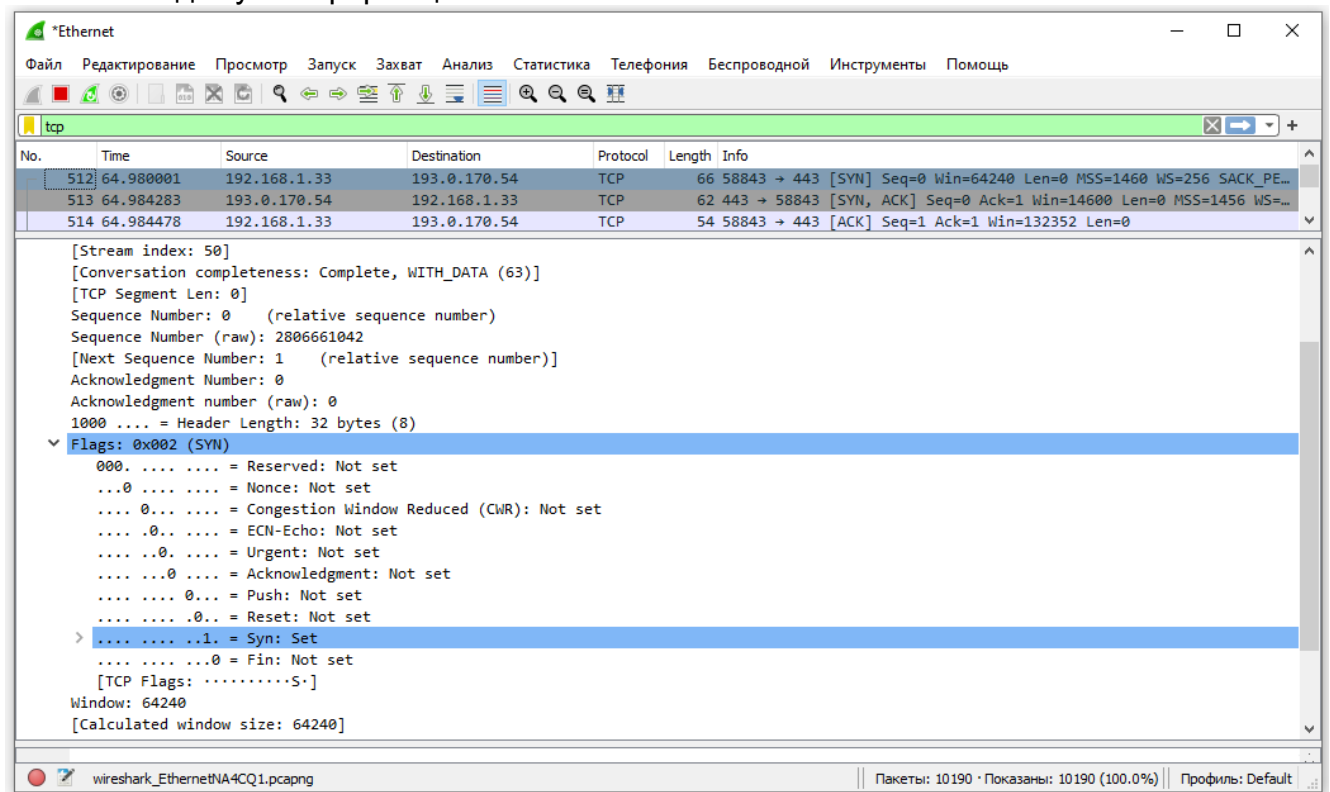 *Ethernet
Файл Редактирование Просмотр Запуск Захват Анализ Статистика Телефония Беспроводной Инструменты Помощь
tcp
No. Time Source Destination Protocol Length Info
512 64.980001 192.168.1.33 193.0.170.54 TCP 66 58843 → 443 [SYN] Seq=0 Win=64240 Len=0 MSS=1460 WS=256 SACK_PE…
513 64.984283 193.0.170.54 192.168.1.33 TCP 62 443 → 58843 [SYN, ACK] Seq=0 Ack=1 Win=14600 Len=0 MSS=1456 WS=…
514 64.984478 192.168.1.33 193.0.170.54 TCP 54 58843 → 443 [ACK] Seq=1 Ack=1 Win=132352 Len=0
[Stream index: 50]
[Conversation completeness: Complete, WITH_DATA (63)]
[TCP Segment Len: 0]
Sequence Number: 0 (relative sequence number)
Sequence Number (raw): 2806661042
[Next Sequence Number: 1 (relative sequence number)]
Acknowledgment Number: 0
Acknowledgment number (raw): 0
1000 .... = Header Length: 32 bytes (8)
Flags: 0x002 (SYN)
000. .... .... = Reserved: Not set
...0 .... .... = Nonce: Not set
.... 0... .... = Congestion Window Reduced (CWR): Not set
.... .0.. .... = ECN-Echo: Not set
.... ..0. .... = Urgent: Not set
.... ...0 .... = Acknowledgment: Not set
.... .... 0... = Push: Not set
.... .... .0.. = Reset: Not set
.... .... ..1. = Syn: Set
.... .... ...0 = Fin: Not set
[TCP Flags: ··········S·]
Window: 64240
[Calculated window size: 64240]
wireshark_EthernetNA4CQ1.pcapng Пакеты: 10190 · Показаны: 10190 (100.0%) Профиль: Default